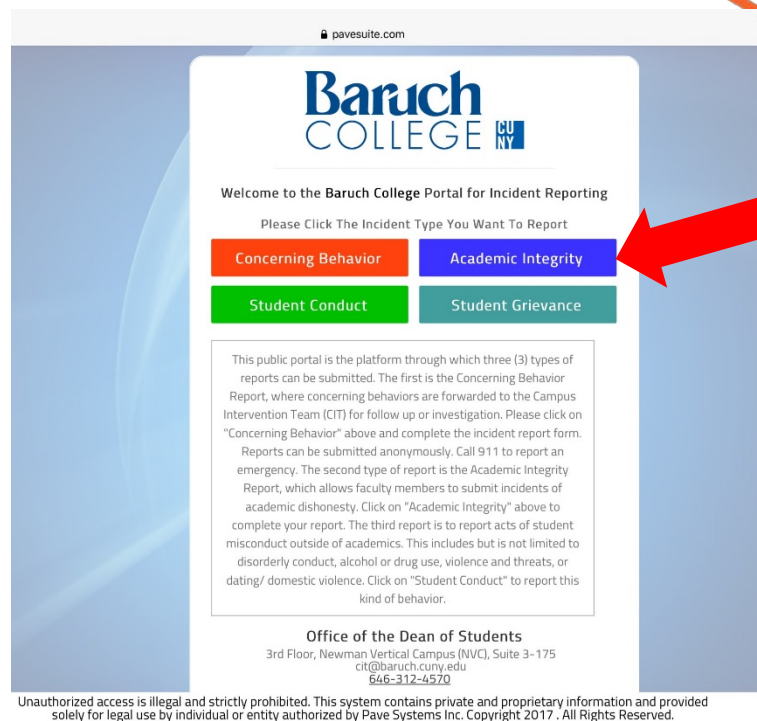 pavesuite.com
Baruch
COLLEGE CU
NY
Welcome to the Baruch College Portal for Incident Reporting
Please Click The Incident Type You Want To Report
Concerning Behavior Academic Integrity
Student Conduct Student Grievance
This public portal is the platform through which three (3) types of
reports can be submitted. The first is the Concerning Behavior
Report, where concerning behaviors are forwarded to the Campus
Intervention Team (CIT) for follow up or investigation. Please click on
"Concerning Behavior" above and complete the incident report form.
Reports can be submitted anonymously. Call 911 to report an
emergency. The second type of report is the Academic Integrity
Report, which allows faculty members to submit incidents of
academic dishonesty. Click on "Academic Integrity" above to
complete your report. The third report is to report acts of student
misconduct outside of academics. This includes but is not limited to
disorderly conduct, alcohol or drug use, violence and threats, or
dating/ domestic violence. Click on "Student Conduct" to report this
kind of behavior.
Office of the Dean of Students
3rd Floor, Newman Vertical Campus (NVC), Suite 3-175
cit@baruch.cuny.edu
646-312-4570
Unauthorized access is illegal and strictly prohibited. This system contains private and proprietary information and provided
solely for legal use by individual or entity authorized by Pave Systems Inc. Copyright 2017 . All Rights Reserved.